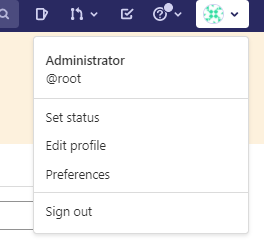 Administrator
@root
Set status
Edit profile
Preferences
Sign out